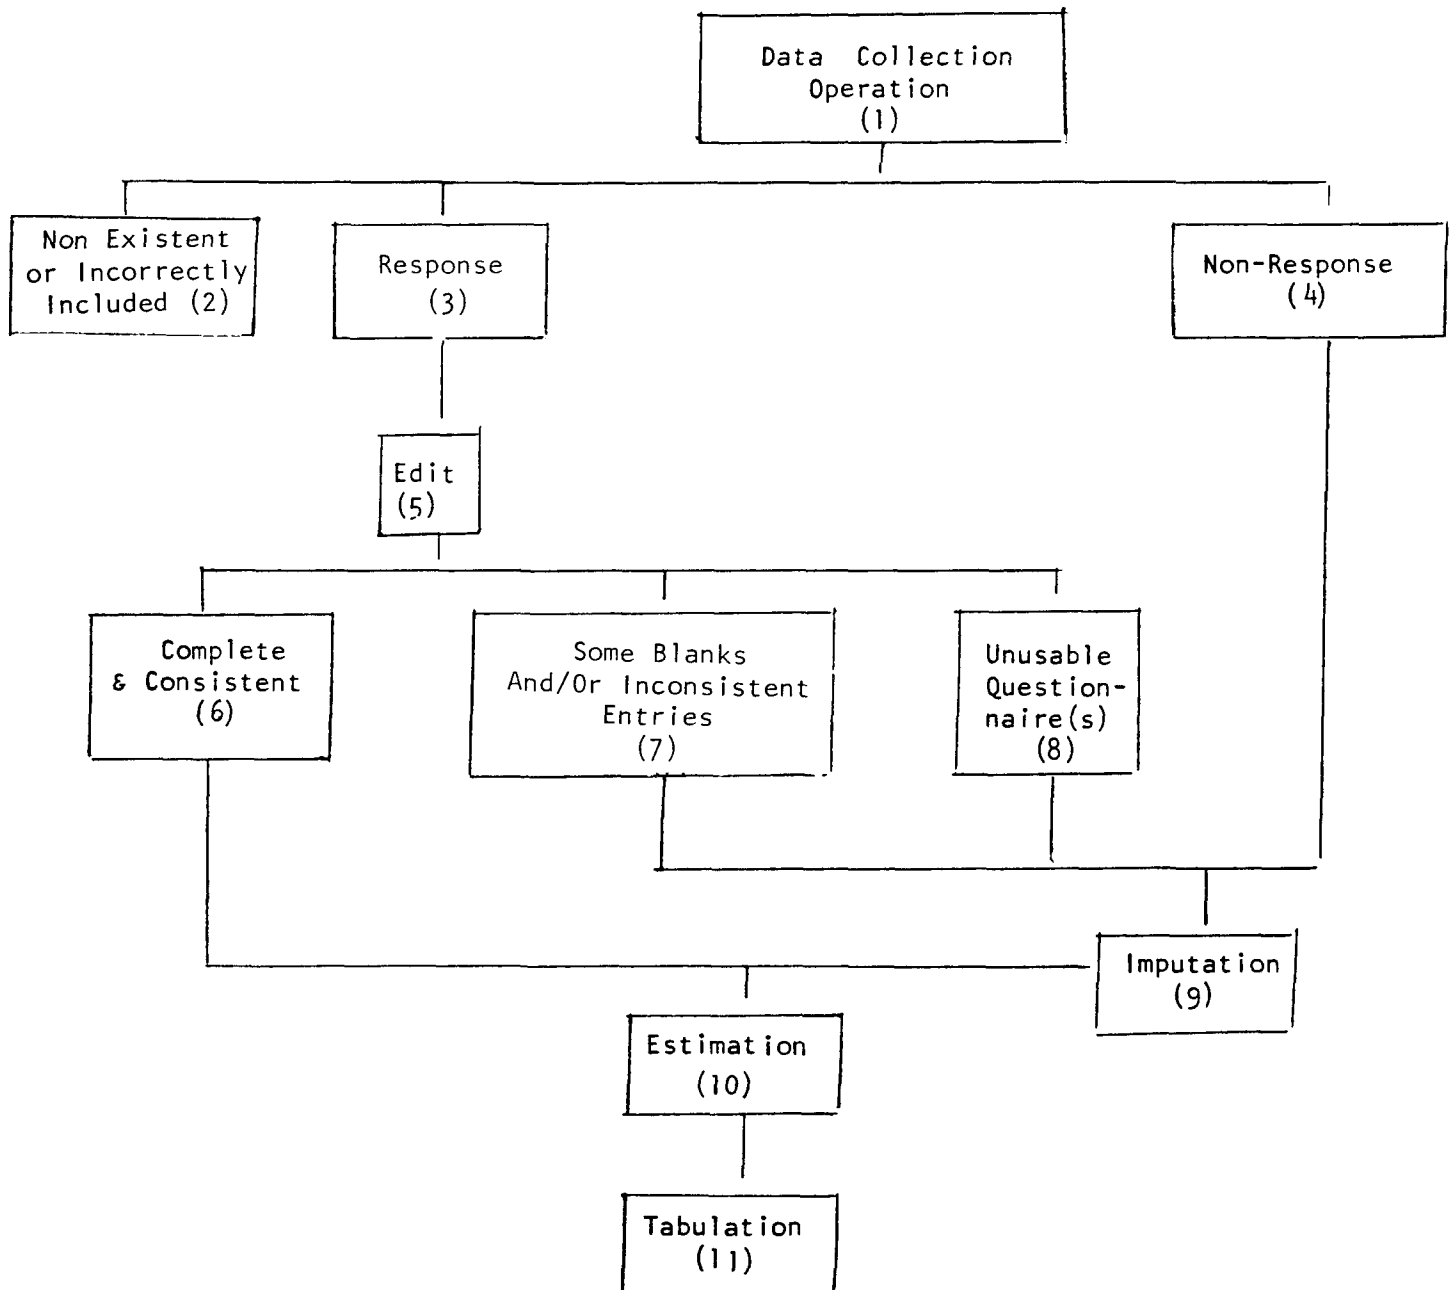 Data Collection
Operation
(1)
Non Existent
or Incorrectly
Included (2)
Response
(3)
Non-Response
(4)
Edit
(5)
Complete
& Consistent
(6)
Some Blanks
And/Or Inconsistent
Entries
(7)
Unusable
Question-
naire(s)
(8)
Imputation
(9)
Estimation
(10)
Tabulation
(11)